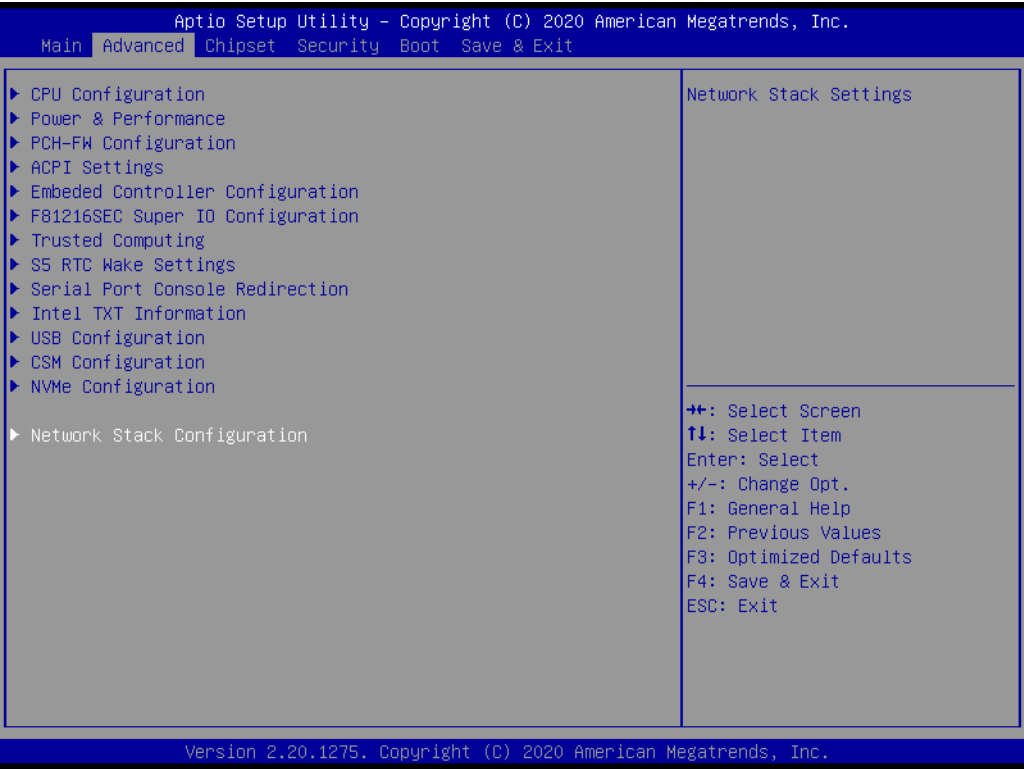 Aptio Setup Utility – Copyright (C) 2020 American Megatrends, Inc.
Main Advanced Chipset Security Boot Save & Exit
CPU Configuration
Power & Performance
PCH-FW Configuration
ACPI Settings
Embeded Controller Configuration
F81216SEC Super IO Configuration
Trusted Computing
S5 RTC Wake Settings
Serial Port Console Redirection
Intel TXT Information
USB Configuration
CSM Configuration
NVMe Configuration
Network Stack Configuration
Network Stack Settings
→←: Select Screen
↑↓: Select Item
Enter: Select
+/-: Change Opt.
F1: General Help
F2: Previous Values
F3: Optimized Defaults
F4: Save & Exit
ESC: Exit
Version 2.20.1275. Copyright (C) 2020 American Megatrends, Inc.